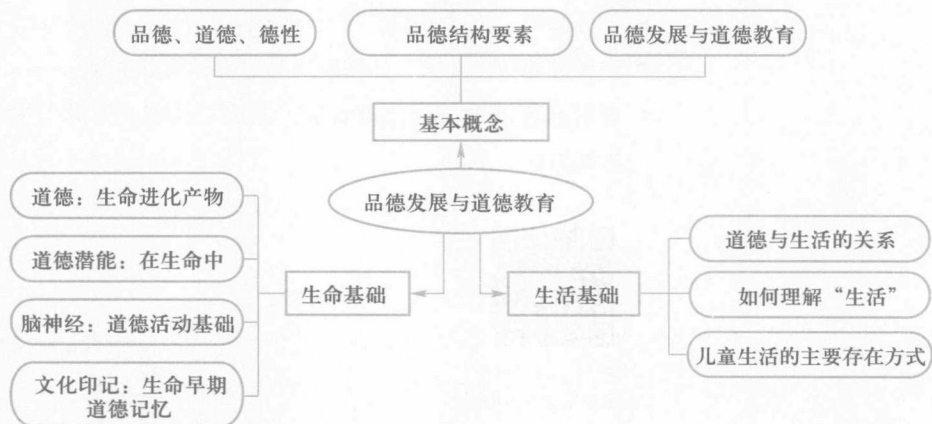 品德、道德、德性
品德结构要素
品德发展与道德教育
基本概念
品德发展与道德教育
道德：生命进化产物
道德潜能：在生命中
脑神经：道德活动基础
文化印记：生命早期
道德记忆
生命基础
生活基础
道德与生活的关系
如何理解“生活”
儿童生活的主要存在方式